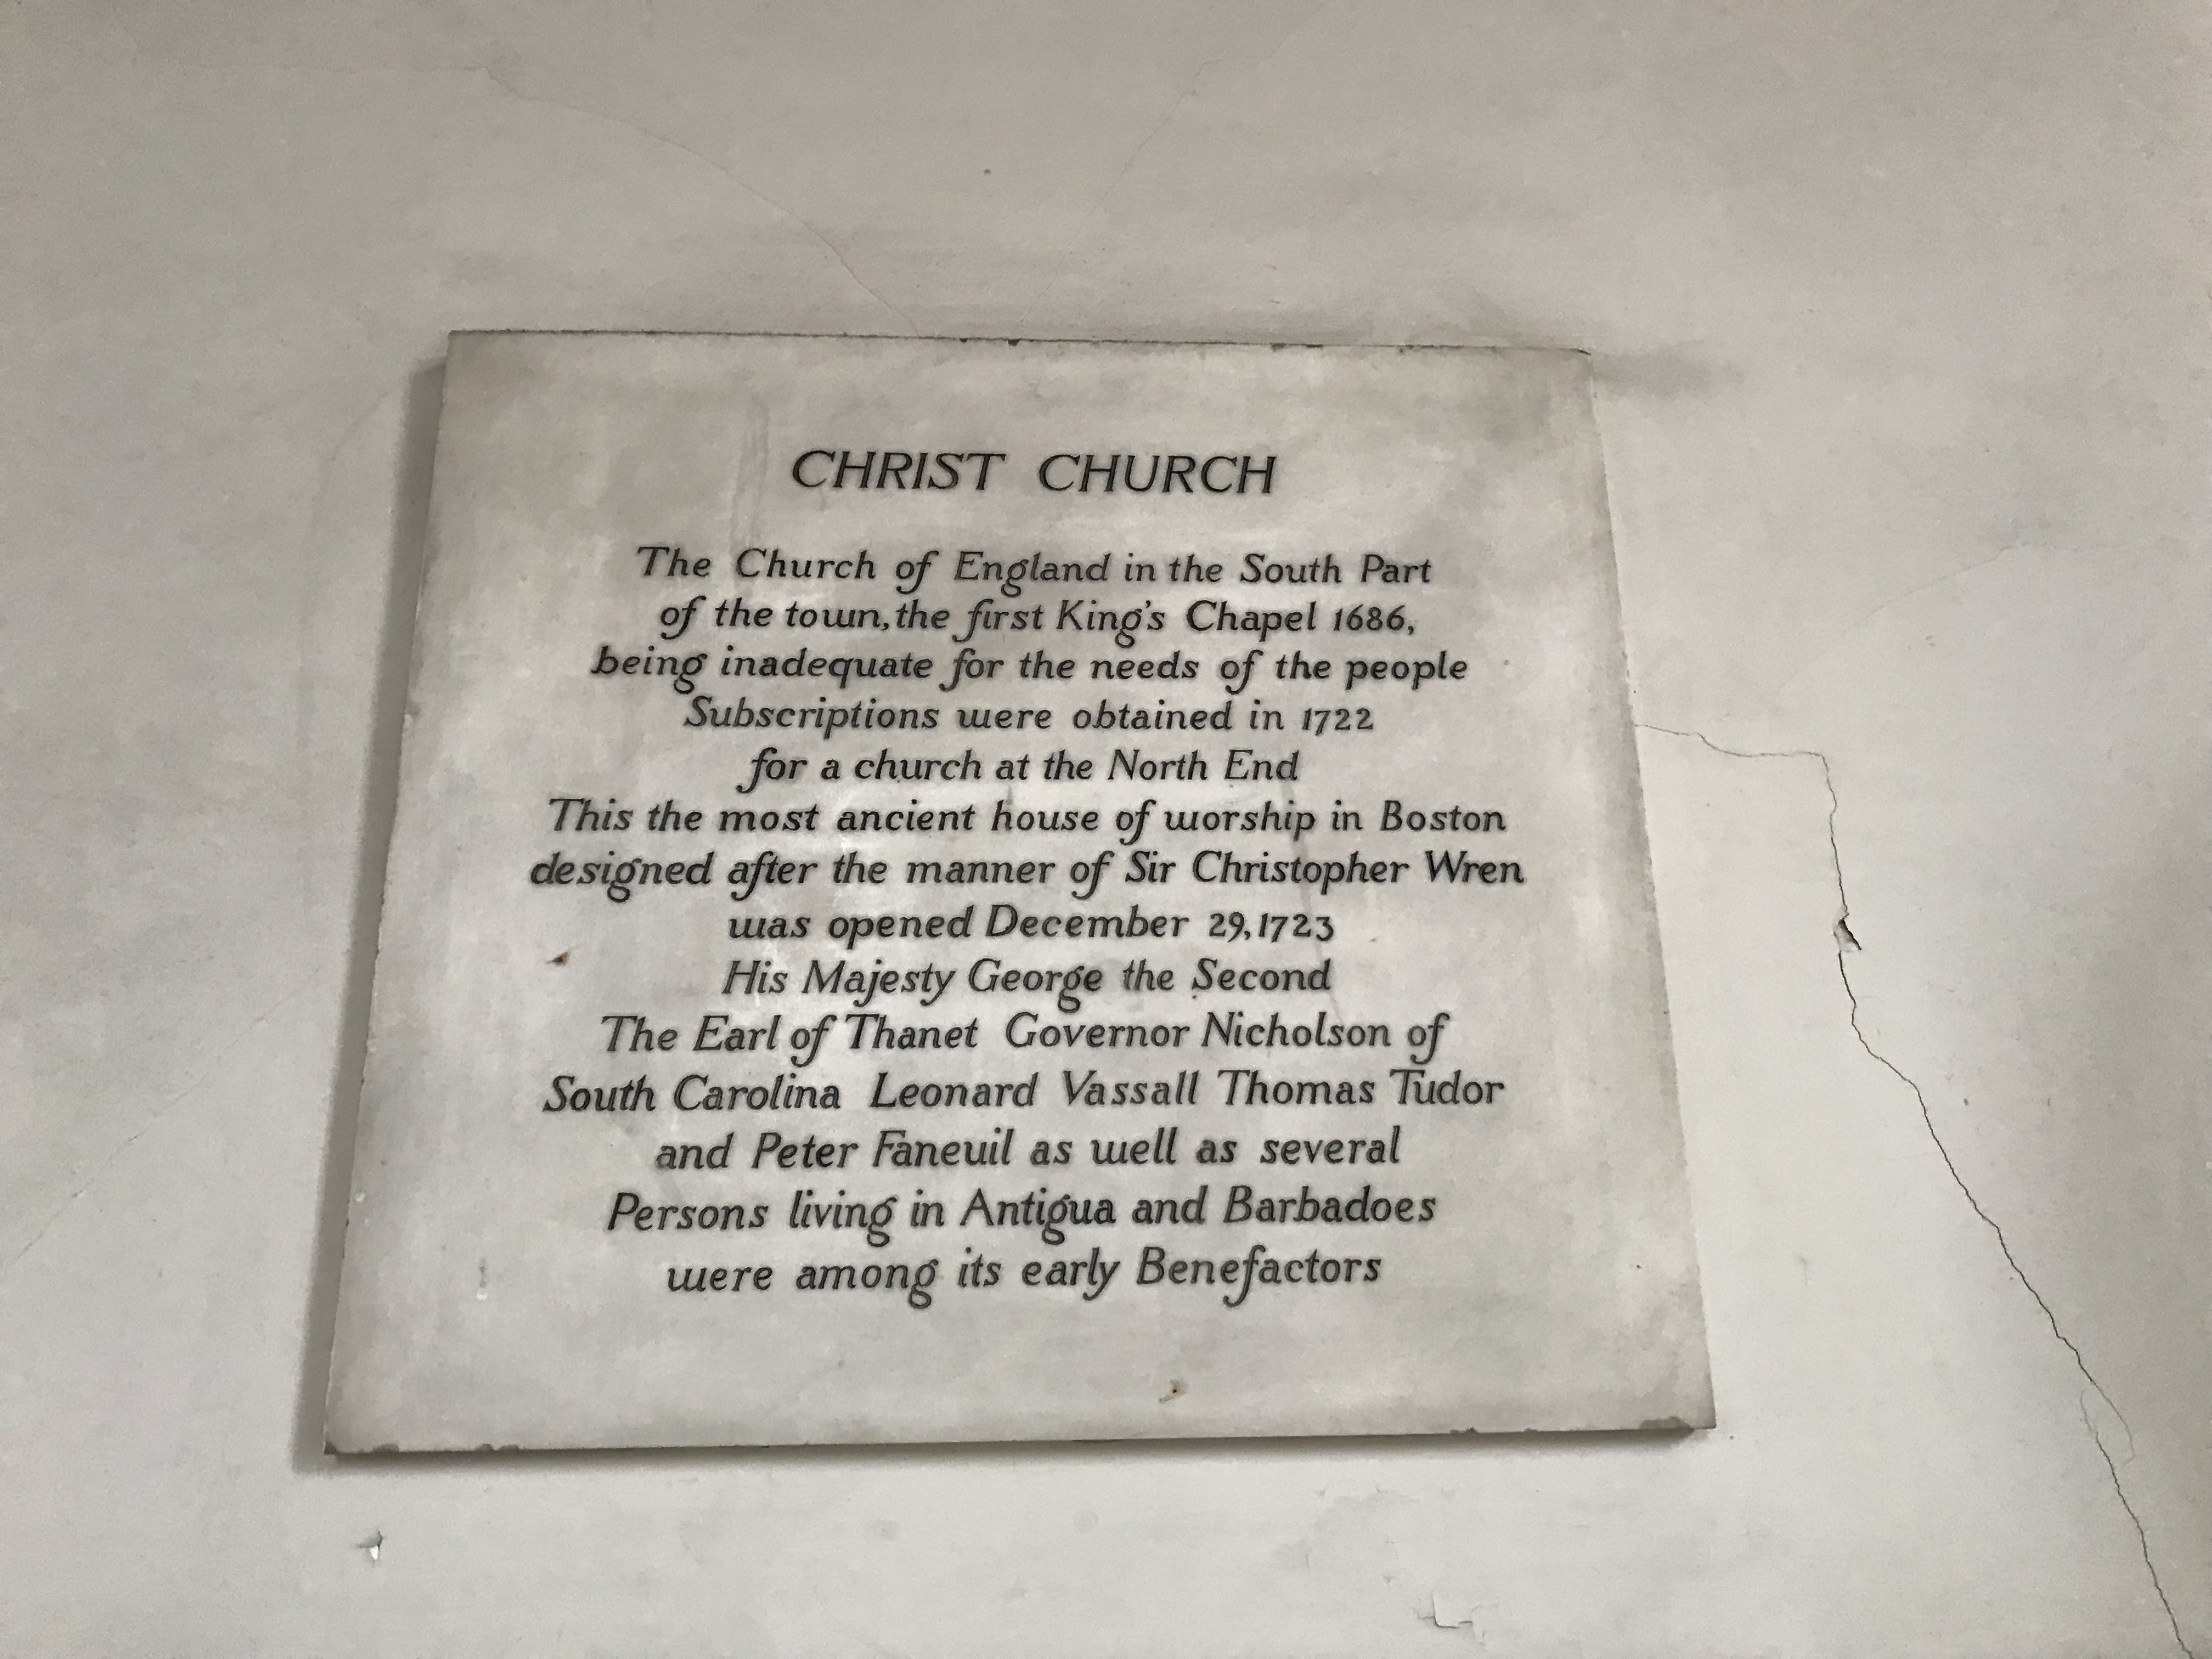 CHRIST CHURCH
The Church of England in the South Part
of the town, the first King's Chapel 1686,
being inadequate for the needs of the people
Subscriptions were obtained in 1722
for a church at the North End
This the most ancient house of worship in Boston
designed after the manner of Sir Christopher Wren
was opened December 29, 1723
His Majesty George the Second
The Earl of Thanet Governor Nicholson of
South Carolina Leonard Vassall Thomas Tudor
and Peter Faneuil as well as several
Persons living in Antigua and Barbadoes
were among its early Benefactors